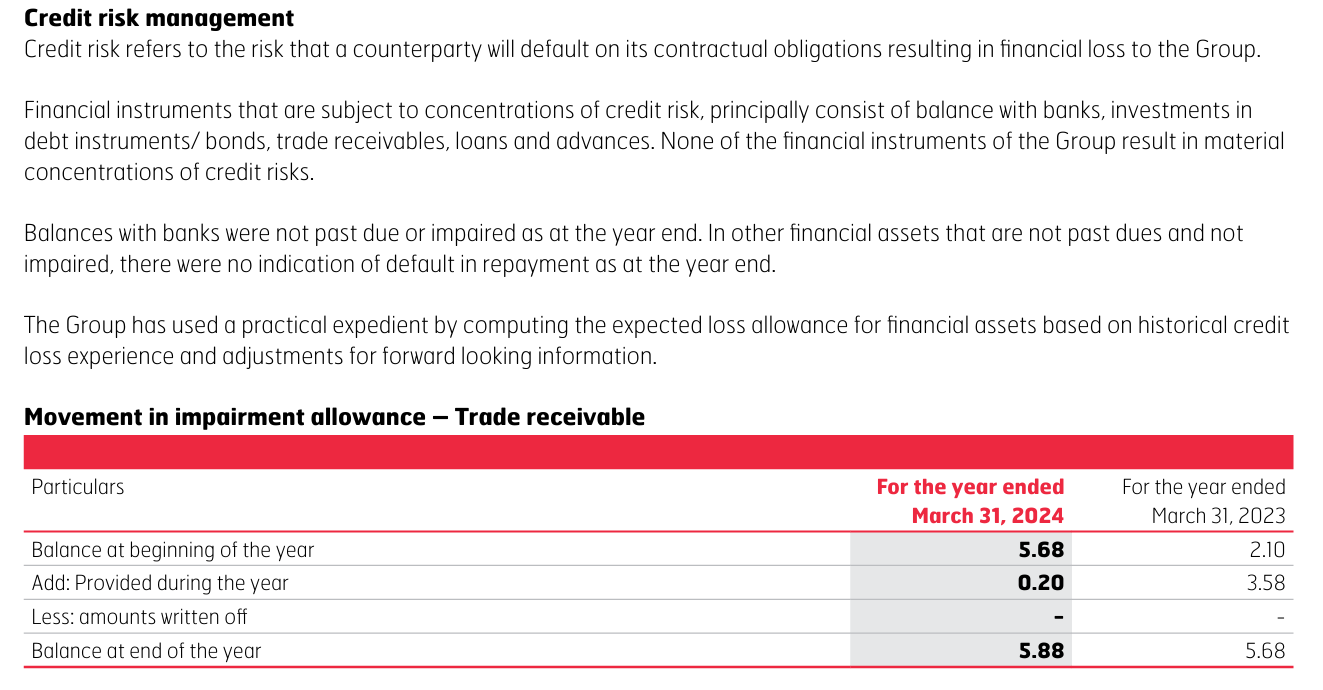 Credit risk management
Credit risk refers to the risk that a counterparty will default on its contractual obligations resulting in financial loss to the Group.
Financial instruments that are subject to concentrations of credit risk, principally consist of balance with banks, investments in
debt instruments/ bonds, trade receivables, loans and advances. None of the financial instruments of the Group result in material
concentrations of credit risks.
Balances with banks were not past due or impaired as at the year end. In other financial assets that are not past dues and not
impaired, there were no indication of default in repayment as at the year end.
The Group has used a practical expedient by computing the expected loss allowance for financial assets based on historical credit
loss experience and adjustments for forward looking information.
Movement in impairment allowance – Trade receivable
Particulars For the year ended March 31, 2024 For the year ended March 31, 2023
Balance at beginning of the year 5.68 2.10
Add: Provided during the year 0.20 3.58
Less: amounts written off – -
Balance at end of the year 5.88 5.68